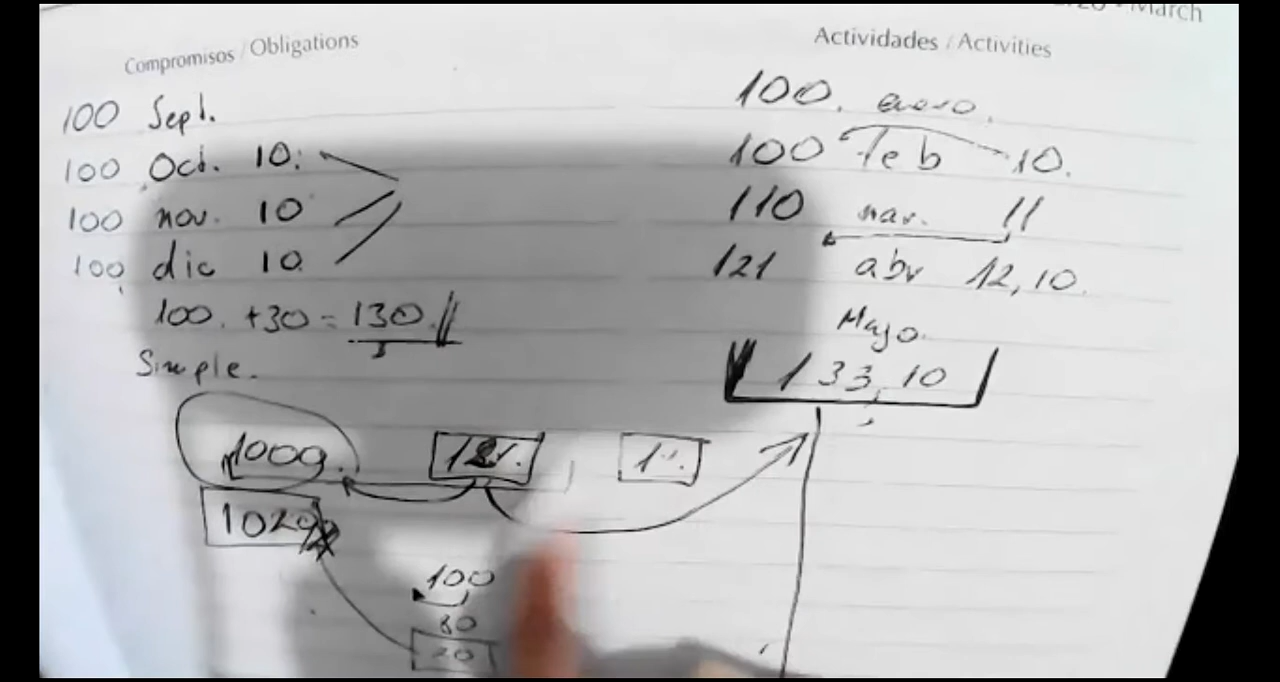 March
Compromisos / Obligations
100 Sept.
100 Oct. 10.
100 nov. 10
100 dic 10
100. +30 = 130
Simple.
1000.
12%.
1%.
100
80
20
Actividades / Activities
100. enero.
100 feb 10.
110 mar. 11
121 abr 12,10.
Mayo.
133,10